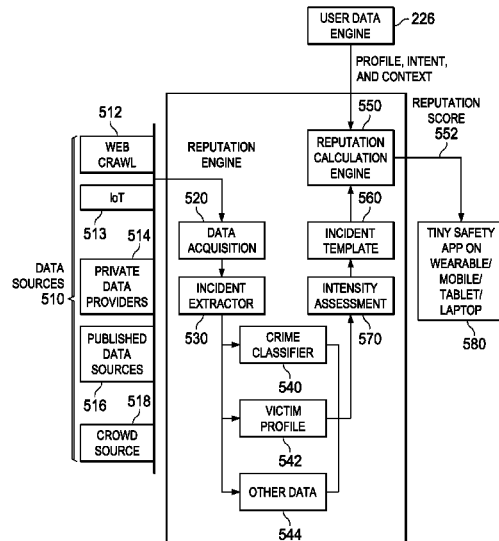 USER DATA
ENGINE
226
PROFILE, INTENT,
AND CONTEXT
512
WEB
CRAWL
IoT
513
514
PRIVATE
DATA
PROVIDERS
PUBLISHED
DATA
SOURCES
516
518
CROWD
SOURCE
DATA
SOURCES
510
REPUTATION
ENGINE
520
DATA
ACQUISITION
INCIDENT
EXTRACTOR
530
CRIME
CLASSIFIER
540
VICTIM
PROFILE
542
OTHER DATA
544
550
REPUTATION
CALCULATION
ENGINE
560
INCIDENT
TEMPLATE
INTENSITY
ASSESSMENT
570
REPUTATION
SCORE
552
TINY SAFETY
APP ON
WEARABLE/
MOBILE/
TABLET/
LAPTOP
580